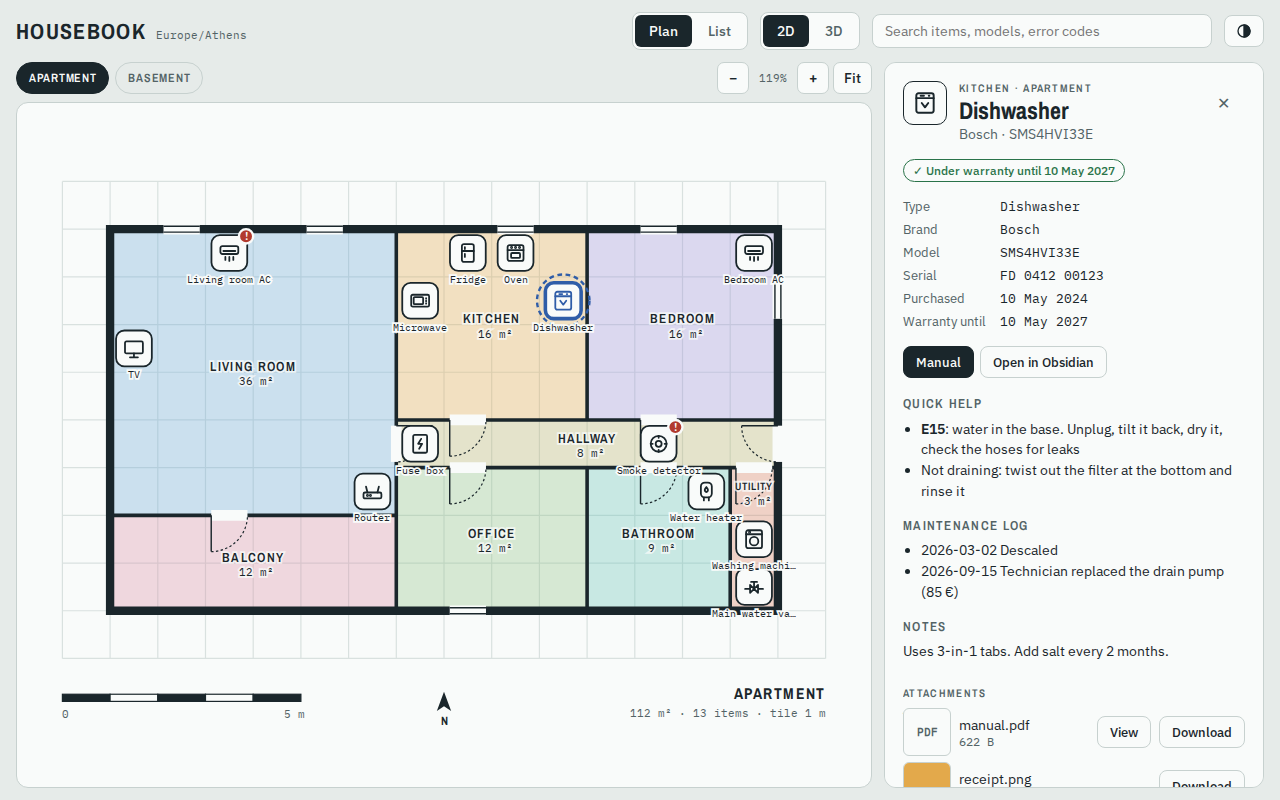 HOUSEBOOK Europe/Athens
Plan List 2D 3D Search items, models, error codes
APARTMENT BASEMENT − 119% + Fit
Living room AC
Fridge Oven
Bedroom AC
Microwave
KITCHEN
16 m²
Dishwasher
BEDROOM
16 m²
TV
LIVING ROOM
36 m²
HALLWAY
8 m²
Fuse box
Smoke detector
Router
UTILITY
3 m²
Water heater
OFFICE
12 m²
BATHROOM
9 m²
BALCONY
12 m²
Washing machi…
Main water va…
0 5 m
N
APARTMENT
112 m² · 13 items · tile 1 m
KITCHEN · APARTMENT
Dishwasher
Bosch · SMS4HVI33E
✕
✓ Under warranty until 10 May 2027
Type Dishwasher
Brand Bosch
Model SMS4HVI33E
Serial FD 0412 00123
Purchased 10 May 2024
Warranty until 10 May 2027
Manual Open in Obsidian
QUICK HELP
• E15: water in the base. Unplug, tilt it back, dry it,
check the hoses for leaks
• Not draining: twist out the filter at the bottom and
rinse it
MAINTENANCE LOG
• 2026-03-02 Descaled
• 2026-09-15 Technician replaced the drain pump
(85 €)
NOTES
Uses 3-in-1 tabs. Add salt every 2 months.
ATTACHMENTS
PDF manual.pdf View Download
622 B
receipt.png Download